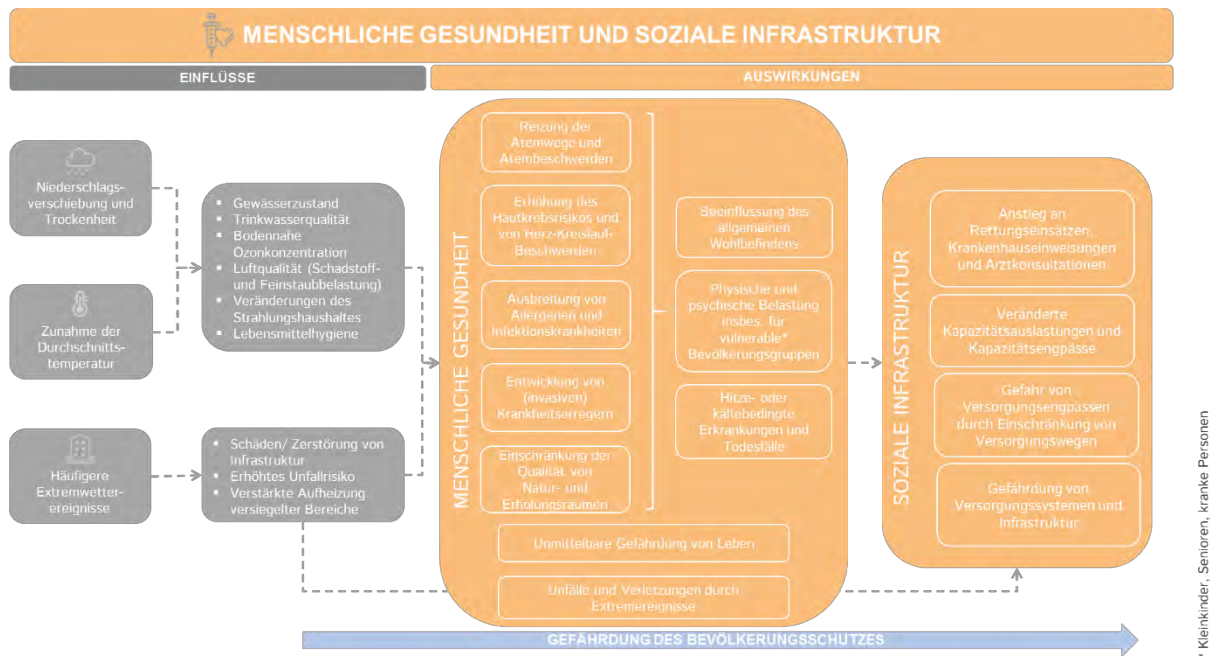 MENSCHLICHE GESUNDHEIT UND SOZIALE INFRASTRUKTUR
EINFLÜSSE
AUSWIRKUNGEN
Niederschlags-
verschiebung und
Trockenheit
Zunahme der
Durchschnitts-
temperatur
Häufigere
Extremwetter-
ereignisse
▪ Gewässerzustand
▪ Trinkwasserqualität
▪ Bodennahe
Ozonkonzentration
▪ Luftqualität (Schadstoff-
und Feinstaubbelastung)
▪ Veränderungen des
Strahlungshaushaltes
▪ Lebensmittelhygiene
▪ Schäden/ Zerstörung von
Infrastruktur
▪ Erhöhtes Unfallrisiko
▪ Verstärkte Aufheizung
versiegelter Bereiche
MENSCHLICHE GESUNDHEIT
Reizung der
Atemwege und
Atembeschwerden
Erhöhung des
Hautkrebsrisikos und
von Herz-Kreislauf-
Beschwerden
Ausbreitung von
Allergenen und
Infektionskrankheiten
Entwicklung von
(invasiven)
Krankheitserregern
Einschränkung der
Qualität von
Natur- und
Erholungsräumen
Beeinflussung des
allgemeinen
Wohlbefindens
Physische und
psychische Belastung
insbes. für
vulnerable*
Bevölkerungsgruppen
Hitze- oder
kältebedingte
Erkrankungen und
Todesfälle
Unmittelbare Gefährdung von Leben
Unfälle und Verletzungen durch
Extremereignisse
SOZIALE INFRASTRUKTUR
Anstieg an
Rettungseinsätzen,
Krankenhauseinweisungen
und Arztkonsultationen
Veränderte
Kapazitätsauslastungen und
Kapazitätsengpässe
Gefahr von
Versorgungsengpässen
durch Einschränkung von
Versorgungswegen
Gefährdung von
Versorgungssystemen und
Infrastruktur
GEFÄHRDUNG DES BEVÖLKERUNGSSCHUTZES
* Kleinkinder, Senioren, kranke Personen